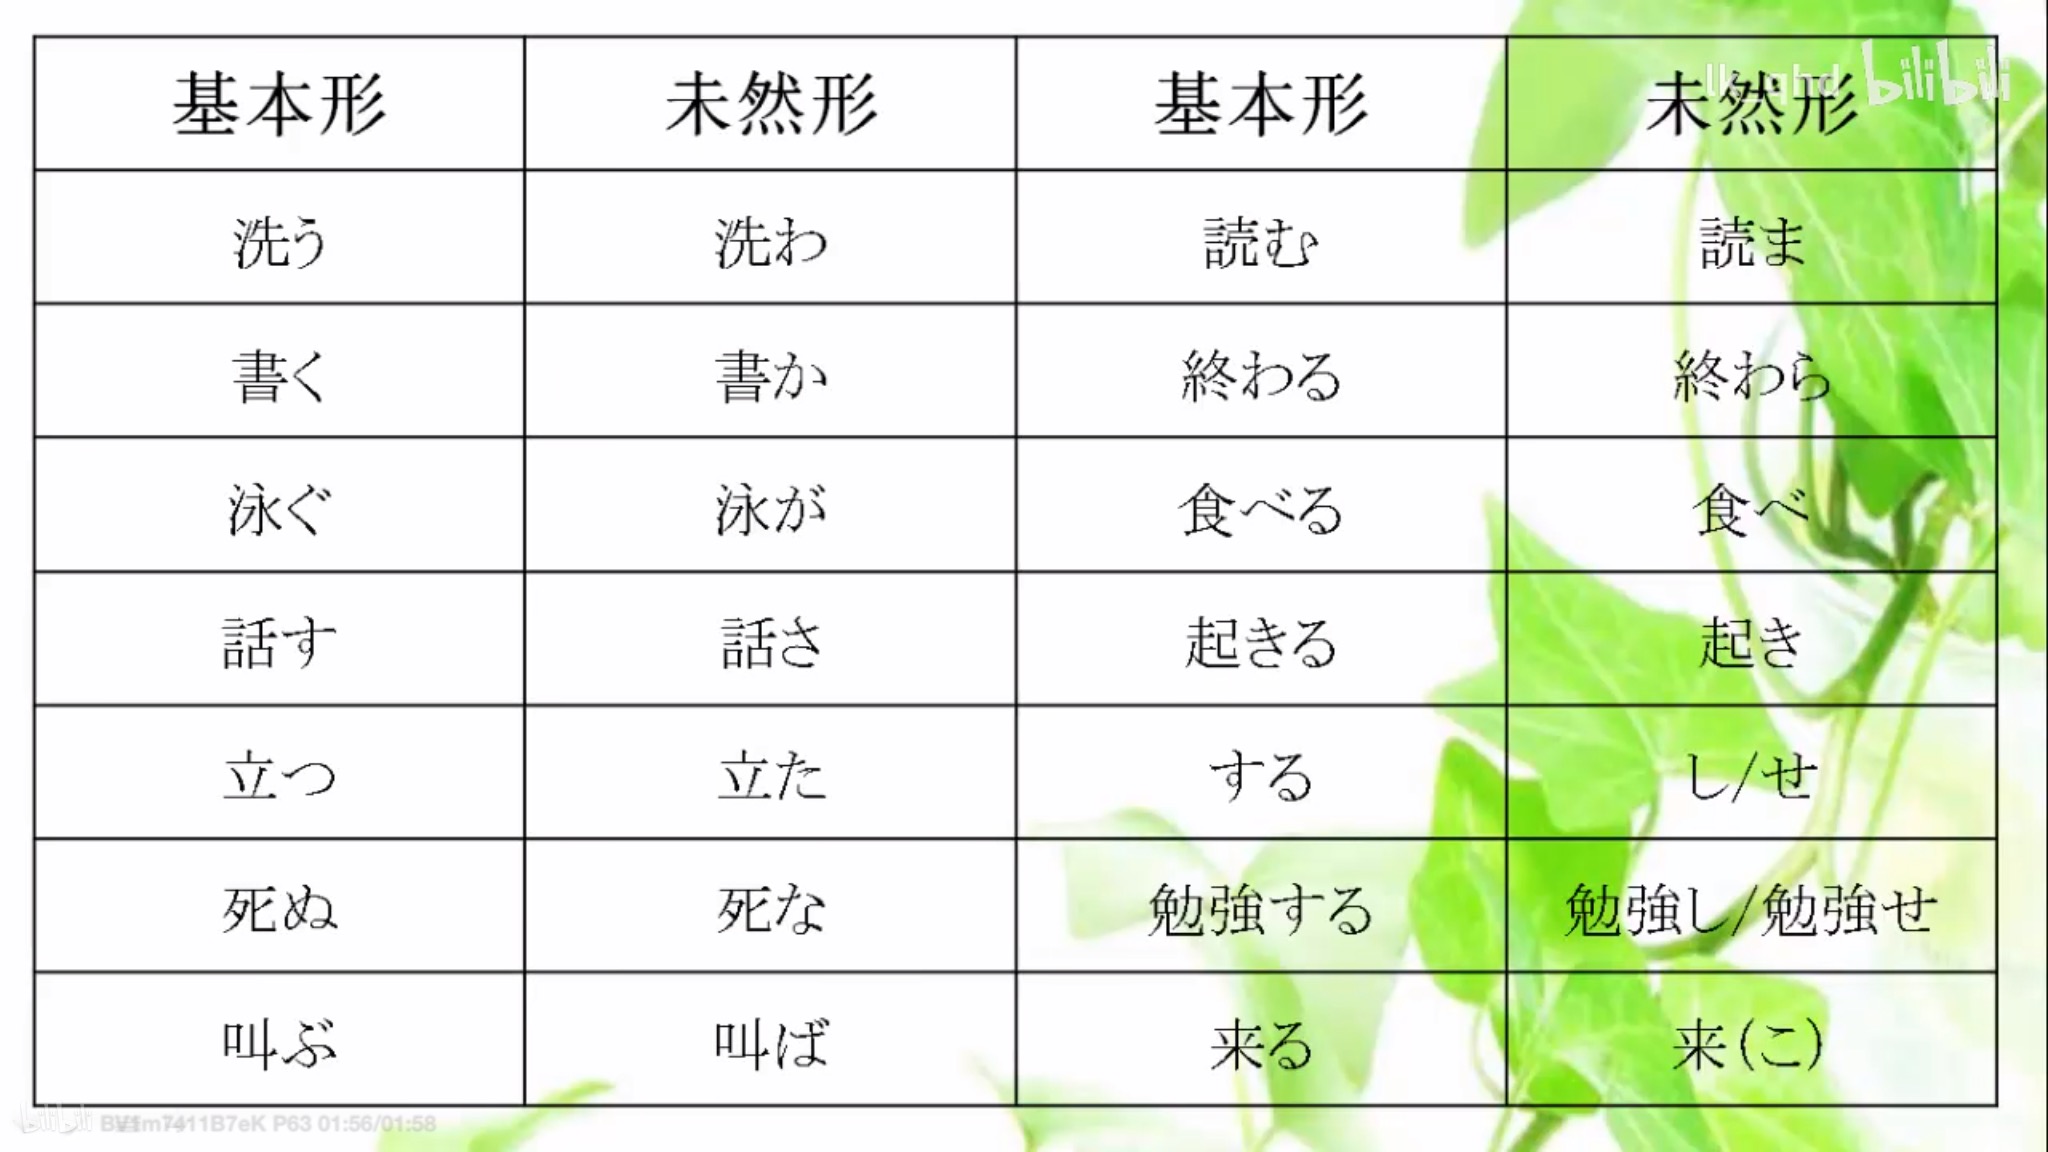 基本形 未然形 基本形 未然形
洗う 洗わ 読む 読ま
書く 書か 終わる 終わら
泳ぐ 泳が 食べる 食べ
話す 話さ 起きる 起き
立つ 立た する し/せ
死ぬ 死な 勉強する 勉強し/勉強せ
叫ぶ 叫ば 来る 来(こ)
bilibili
bilibili BV1m7411B7eK P63 01:56/01:58